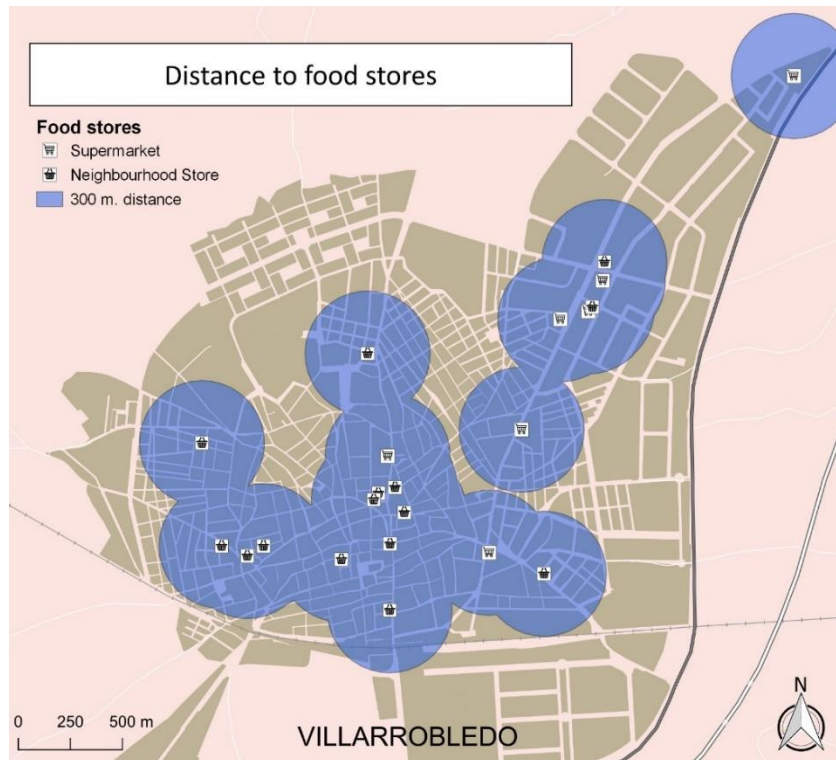 Distance to food stores
Food stores
Supermarket
Neighbourhood Store
300 m. distance
0 250 500 m
VILLARROBLEDO
N